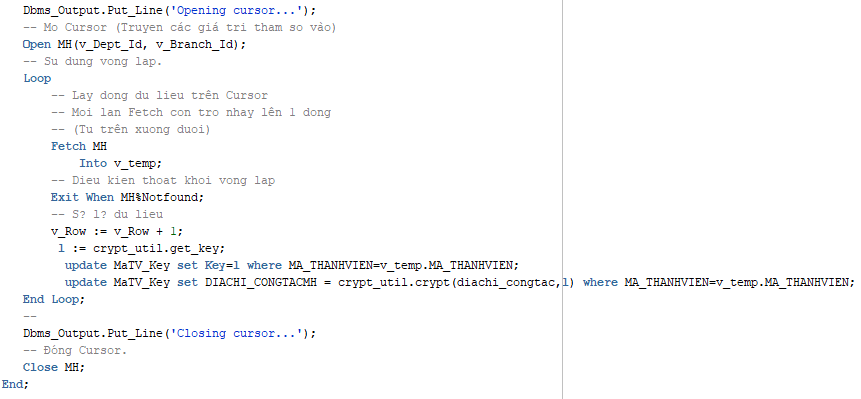 Dbms_Output.Put_Line('Opening cursor...');
-- Mo Cursor (Truyen các giá tri tham so vào)
Open MH(v_Dept_Id, v_Branch_Id);
-- Su dung vong lap.
Loop
-- Lay dong du lieu trên Cursor
-- Moi lan Fetch con tro nhay lên 1 dong
-- (Tu trên xuong duoi)
Fetch MH
Into v_temp;
-- Dieu kien thoat khoi vong lap
Exit When MH%Notfound;
-- S? l? du lieu
v_Row := v_Row + 1;
l := crypt_util.get_key;
update MaTV_Key set Key=l where MA_THANHVIEN=v_temp.MA_THANHVIEN;
update MaTV_Key set DIACHI_CONGTACMH = crypt_util.crypt(diachi_congtac,l) where MA_THANHVIEN=v_temp.MA_THANHVIEN;
End Loop;
--
Dbms_Output.Put_Line('Closing cursor...');
-- Đóng Cursor.
Close MH;
End;